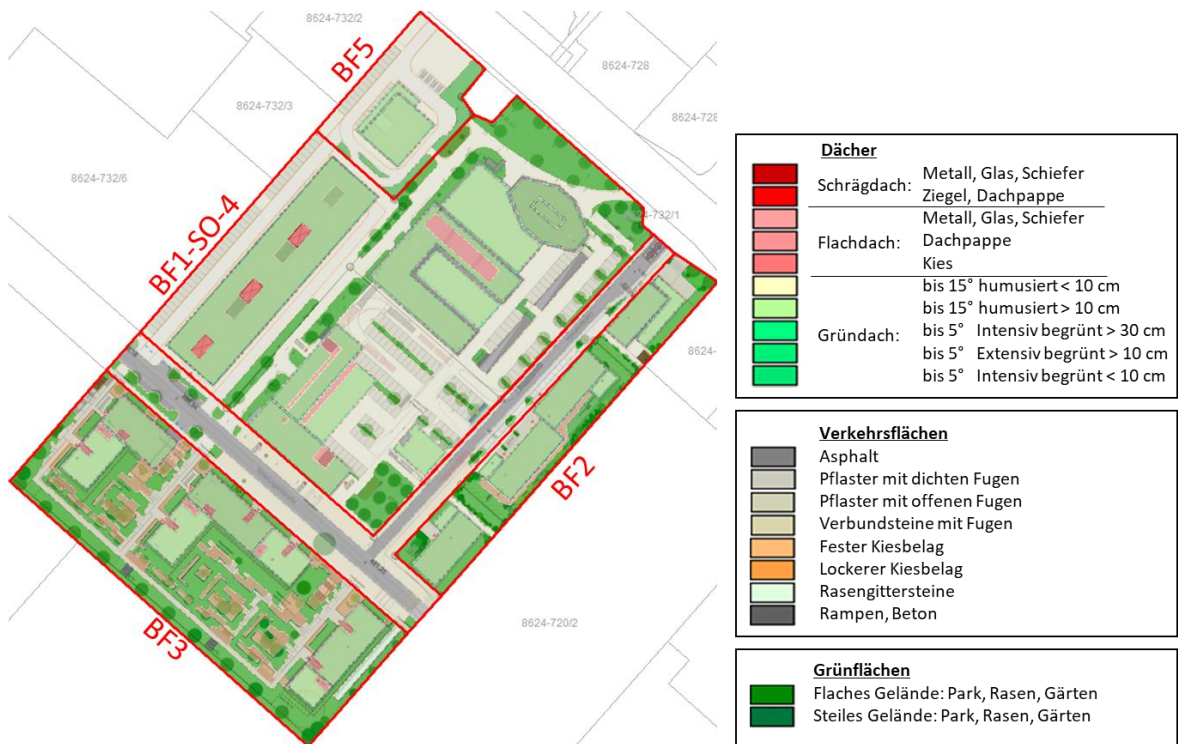 8624-732/2
BF5
8624-728
8624-732/3
8624-728
8624-732/6
24-732/1
BF1-SO-4
8624-
BF2
BF3
8624-720/2
Dächer
Schrägdach: Metall, Glas, Schiefer
Ziegel, Dachpappe
Flachdach: Metall, Glas, Schiefer
Dachpappe
Kies
Gründach: bis 15° humusiert < 10 cm
bis 15° humusiert > 10 cm
bis 5° Intensiv begrünt > 30 cm
bis 5° Extensiv begrünt > 10 cm
bis 5° Intensiv begrünt < 10 cm
Verkehrsflächen
Asphalt
Pflaster mit dichten Fugen
Pflaster mit offenen Fugen
Verbundsteine mit Fugen
Fester Kiesbelag
Lockerer Kiesbelag
Rasengittersteine
Rampen, Beton
Grünflächen
Flaches Gelände: Park, Rasen, Gärten
Steiles Gelände: Park, Rasen, Gärten